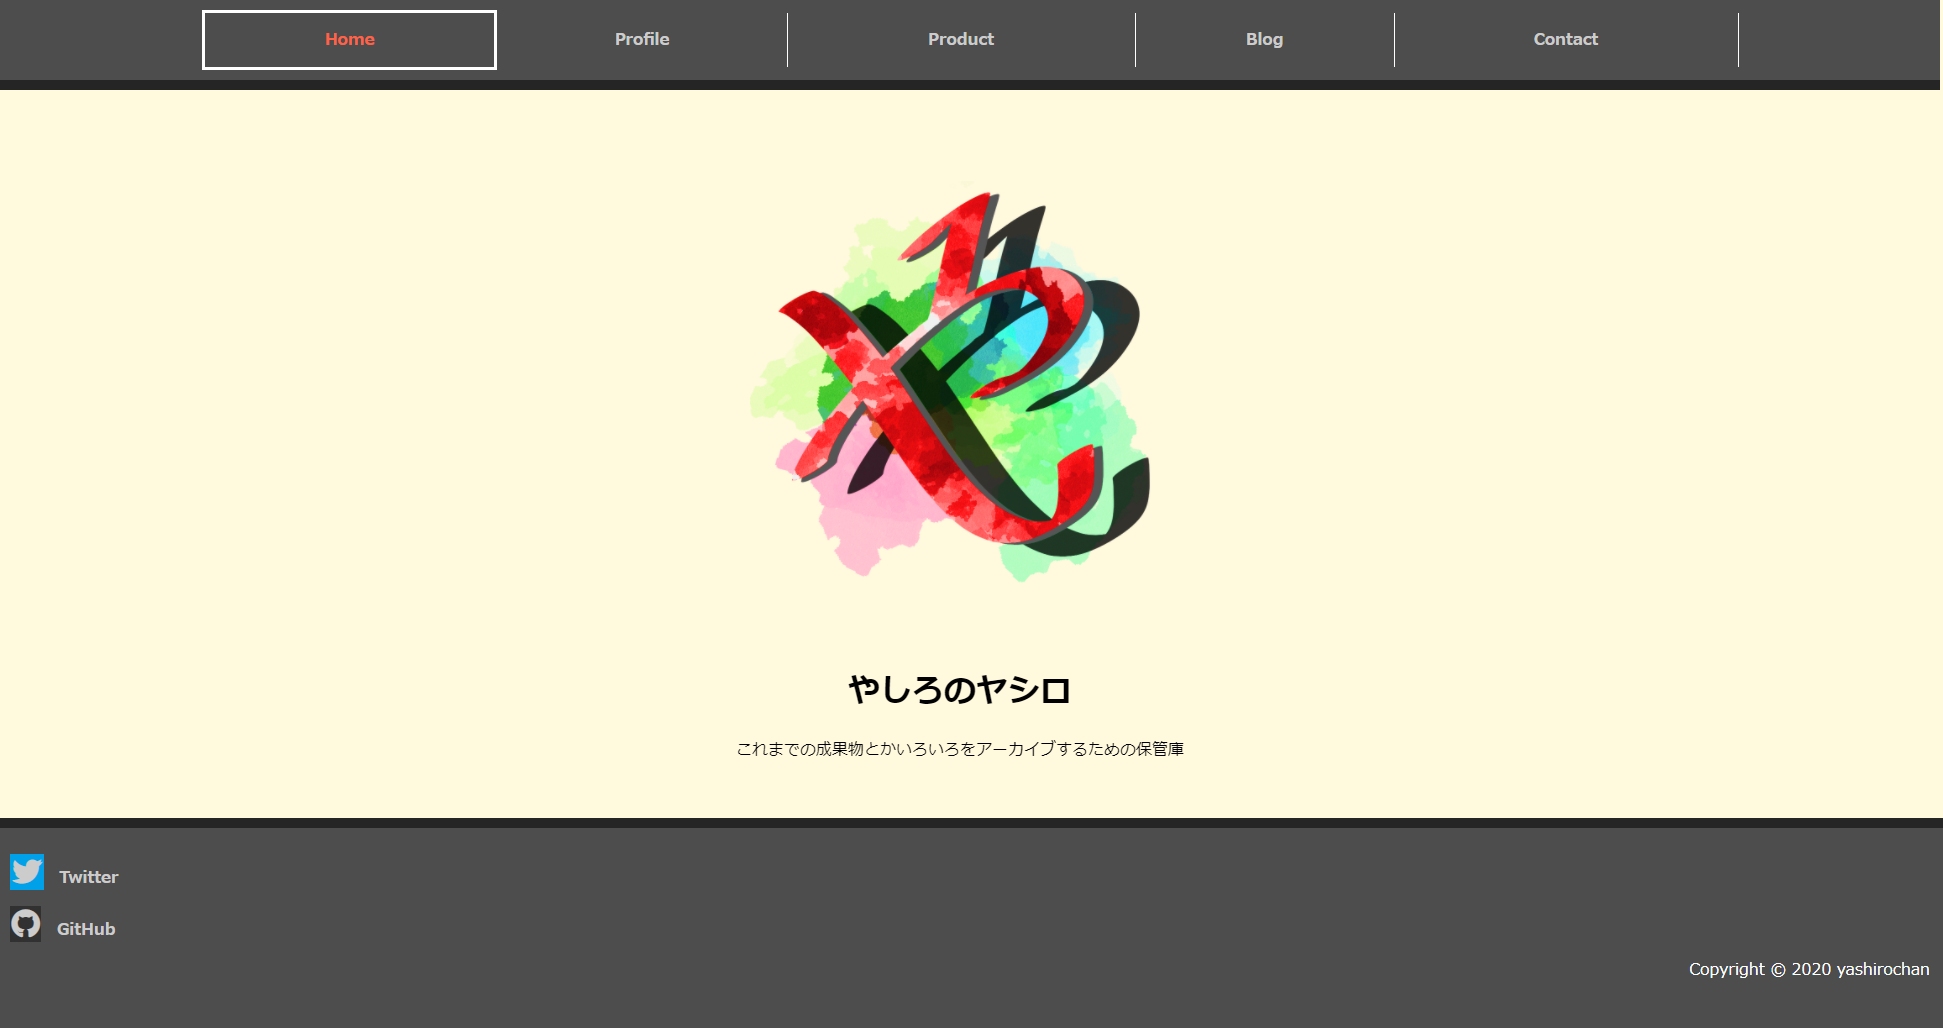 Home Profile Product Blog Contact
やしろのヤシロ
これまでの成果物とかいろいろをアーカイブするための保管庫
Twitter
GitHub
Copyright © 2020 yashirochan